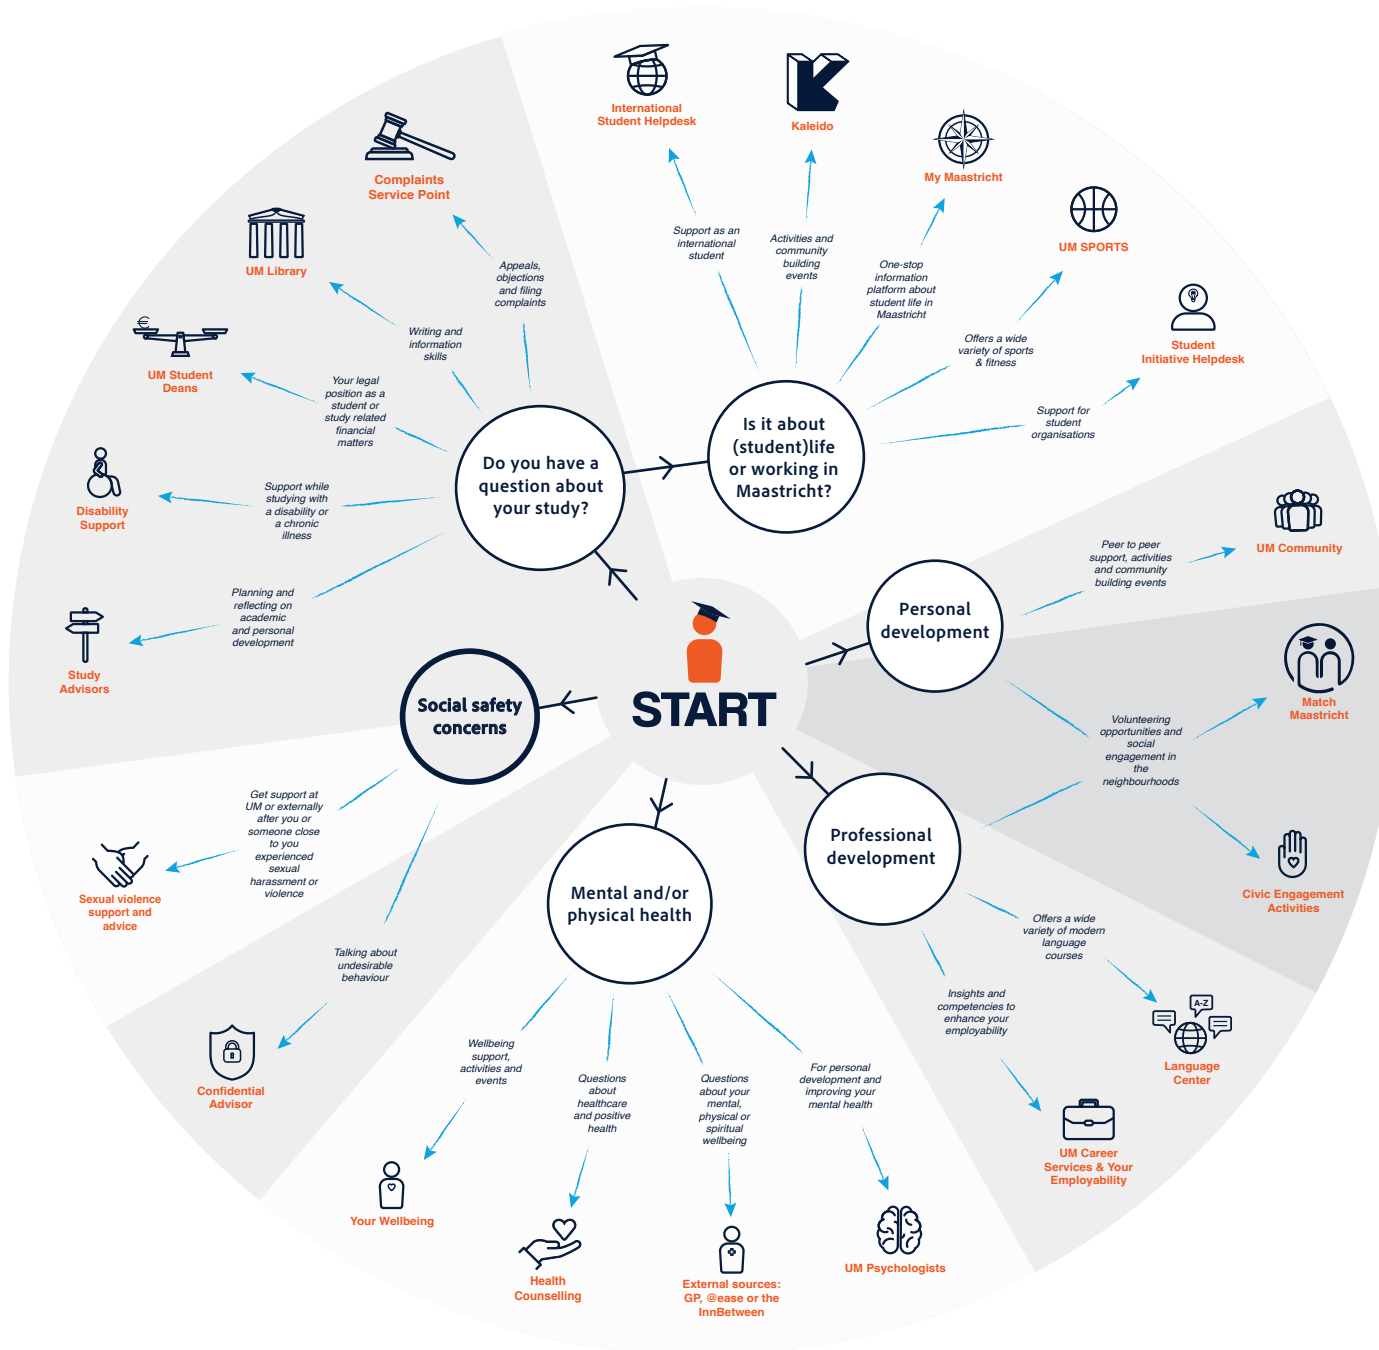 START
Do you have a
question about
your study?
Complaints
Service Point
Appeals,
objections
and filing
complaints
UM Library
Writing and
information
skills
€
UM Student
Deans
Your legal
position as a
student or
study related
financial
matters
Disability
Support
Support while
studying with
a disability or
a chronic
illness
Study
Advisors
Planning and
reflecting on
academic
and personal
development
Is it about
(student)life
or working in
Maastricht?
International
Student Helpdesk
Support as an
international
student
K
Kaleido
Activities and
community
building
events
My Maastricht
One-stop
information
platform about
student life in
Maastricht
UM SPORTS
Offers a wide
variety of sports
& fitness
Student
Initiative Helpdesk
Support for
student
organisations
Personal
development
UM Community
Peer to peer
support, activities
and community
building events
Match
Maastricht
Volunteering
opportunities and
social
engagement in
the
neighbourhoods
Civic Engagement
Activities
Professional
development
Offers a wide
variety of modern
language
courses
A-Z
Language
Center
Insights and
competencies to
enhance your
employability
UM Career
Services & Your
Employability
Mental and/or
physical health
Wellbeing
support,
activities and
events
Your Wellbeing
Questions
about
healthcare
and positive
health
Health
Counselling
Questions
about your
mental,
physical or
spiritual
wellbeing
External sources:
GP, @ease or the
InnBetween
For personal
development and
improving your
mental health
UM Psychologists
Social safety
concerns
Get support at
UM or externally
after you or
someone close
to you
experienced
sexual
harassment or
violence
Sexual violence
support and
advice
Talking about
undesirable
behaviour
Confidential
Advisor